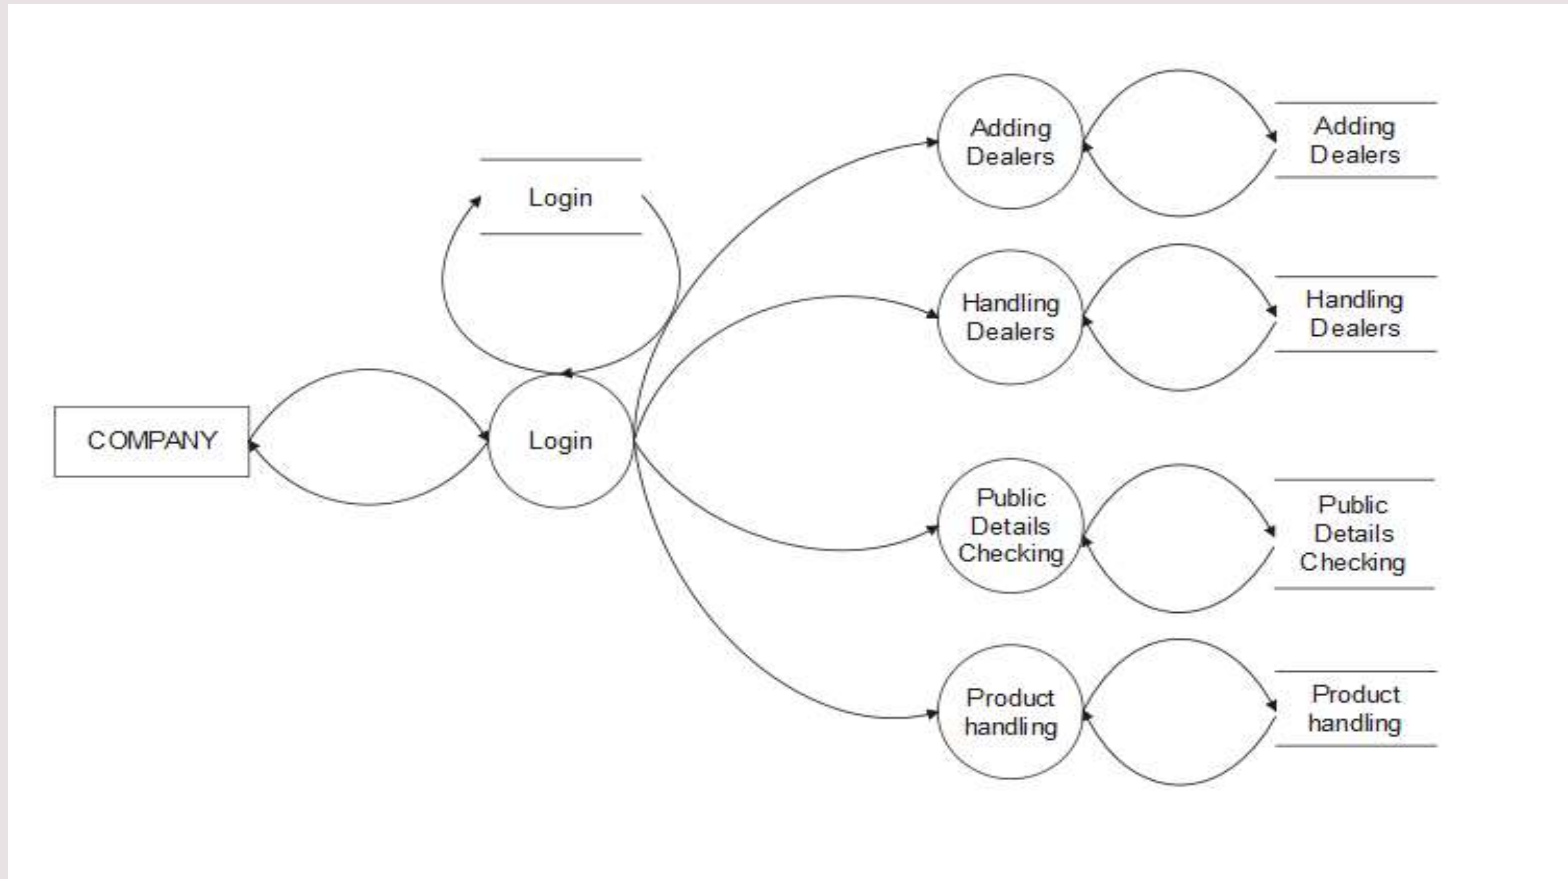 Adding
Dealers
Adding
Dealers
Login
Handling
Dealers
Handling
Dealers
COMPANY
Login
Public
Details
Checking
Public
Details
Checking
Product
handling
Product
handling